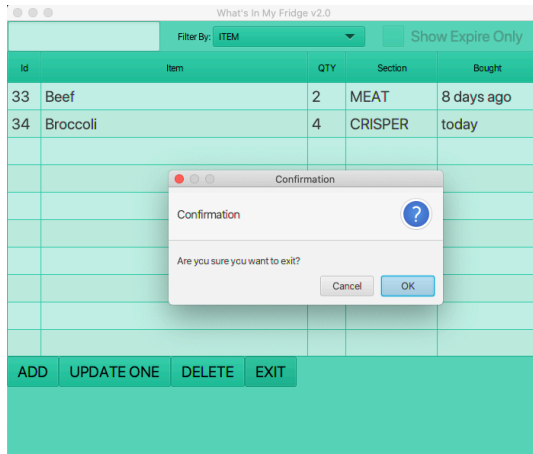 What's In My Fridge v2.0
Filter By: ITEM Show Expire Only
Id Item QTY Section Bought
33 Beef 2 MEAT 8 days ago
34 Broccoli 4 CRISPER today
Confirmation
Confirmation
?
Are you sure you want to exit?
Cancel OK
ADD UPDATE ONE DELETE EXIT